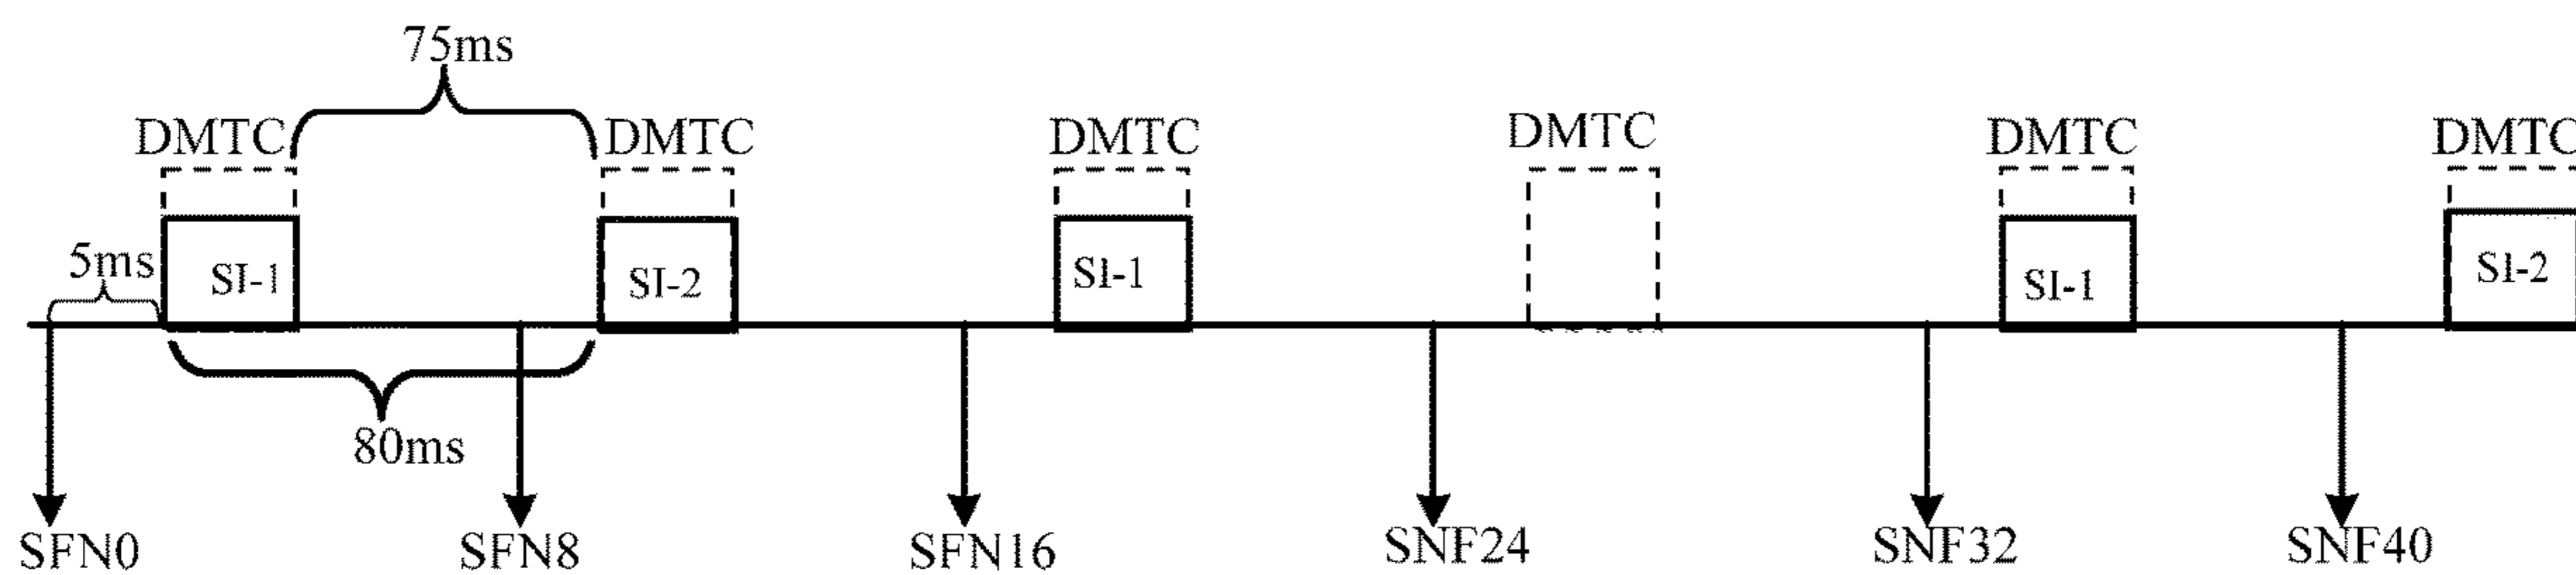 75ms
DMTC DMTC DMTC DMTC DMTC DMTC
5ms SI-1 SI-2 SI-1 SI-1 SI-2
80ms
SFN0 SFN8 SFN16 SNF24 SNF32 SNF40